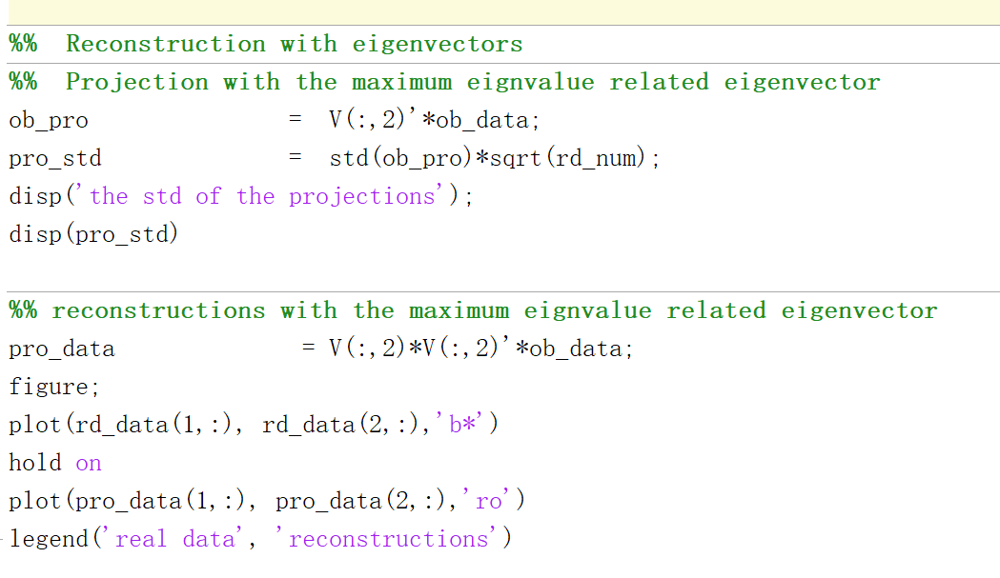 %%  Reconstruction with eigenvectors
%%  Projection with the maximum eignvalue related eigenvector
ob_pro               =  V(:,2)'*ob_data;
pro_std              =  std(ob_pro)*sqrt(rd_num);
disp('the std of the projections');
disp(pro_std)
%% reconstructions with the maximum eignvalue related eigenvector
pro_data              = V(:,2)*V(:,2)'*ob_data;
figure;
plot(rd_data(1,:), rd_data(2,:),'b*')
hold on
plot(pro_data(1,:), pro_data(2,:),'ro')
legend('real data', 'reconstructions')